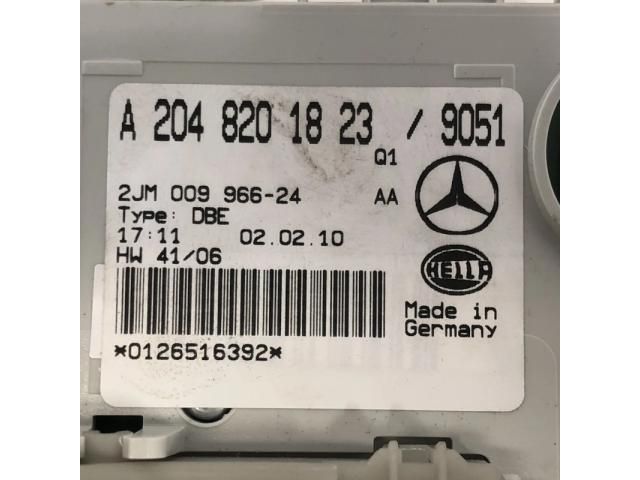 A 204 820 18 23 / 9051
Q1
2JM 009 966-24 AA
Type: DBE
17:11 02.02.10
HW 41/06
HELLA
Made in
Germany
*0126516392*